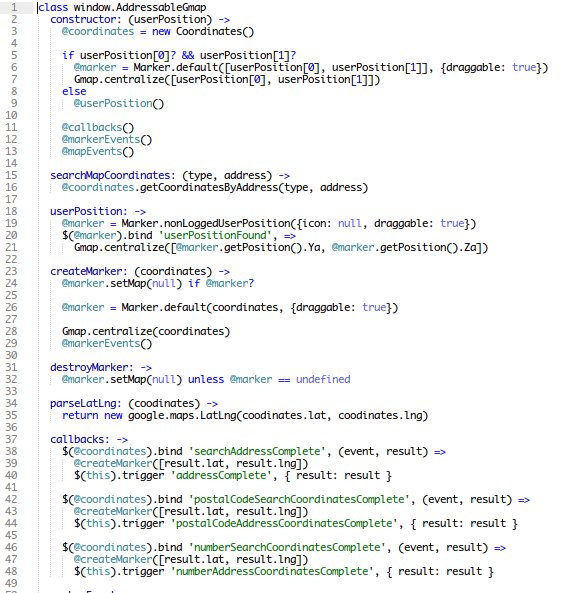 1 class window.AddressableGmap
2 constructor: (userPosition) ->
3 @coordinates = new Coordinates()
4
5 if userPosition[0]? && userPosition[1]?
6 @marker = Marker.default([userPosition[0], userPosition[1]], {draggable: true})
7 Gmap.centralize([userPosition[0], userPosition[1]])
8 else
9 @userPosition()
10
11 @callbacks()
12 @markerEvents()
13 @mapEvents()
14
15 searchMapCoordinates: (type, address) ->
16 @coordinates.getCoordinatesByAddress(type, address)
17
18 userPosition: ->
19 @marker = Marker.nonLoggedUserPosition({icon: null, draggable: true})
20 $(@marker).bind 'userPositionFound', =>
21 Gmap.centralize([@marker.getPosition().Ya, @marker.getPosition().Za])
22
23 createMarker: (coordinates) ->
24 @marker.setMap(null) if @marker?
25
26 @marker = Marker.default(coordinates, {draggable: true})
27
28 Gmap.centralize(coordinates)
29 @markerEvents()
30
31 destroyMarker: ->
32 @marker.setMap(null) unless @marker == undefined
33
34 parseLatLng: (coodinates) ->
35 return new google.maps.LatLng(coodinates.lat, coodinates.lng)
36
37 callbacks: ->
38 $(@coordinates).bind 'searchAddressComplete', (event, result) =>
39 @createMarker([result.lat, result.lng])
40 $(this).trigger 'addressComplete', { result: result }
41
42 $(@coordinates).bind 'postalCodeSearchCoordinatesComplete', (event, result) =>
43 @createMarker([result.lat, result.lng])
44 $(this).trigger 'postalCodeAddressCoordinatesComplete', { result: result }
45
46 $(@coordinates).bind 'numberSearchCoordinatesComplete', (event, result) =>
47 @createMarker([result.lat, result.lng])
48 $(this).trigger 'numberAddressCoordinatesComplete', { result: result }
49